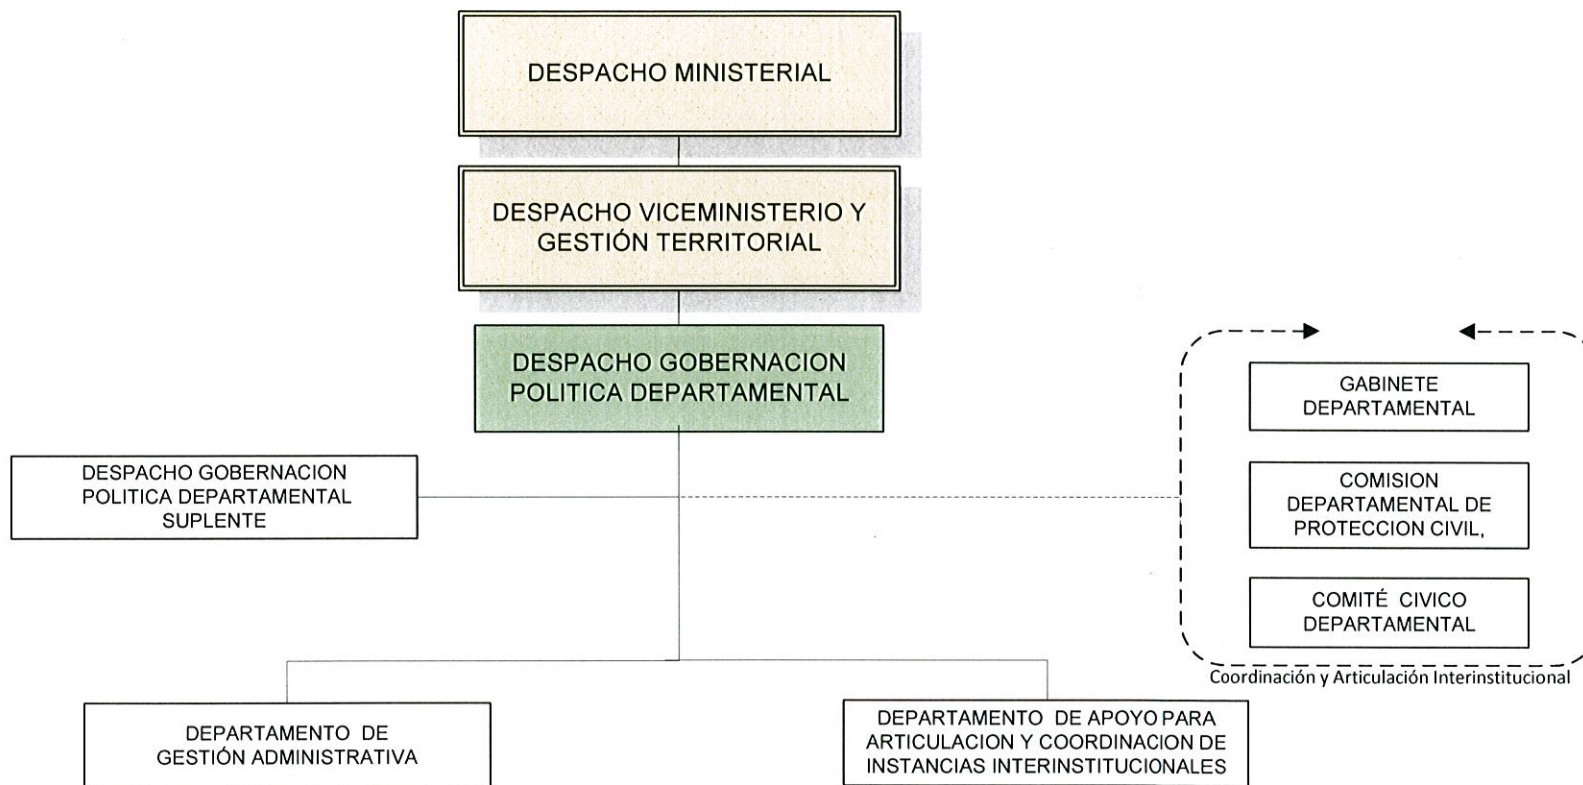 DESPACHO MINISTERIAL
DESPACHO VICEMINISTERIO Y
GESTIÓN TERRITORIAL
DESPACHO GOBERNACION
POLITICA DEPARTAMENTAL
DESPACHO GOBERNACION
POLITICA DEPARTAMENTAL
SUPLENTE
GABINETE
DEPARTAMENTAL
COMISION
DEPARTAMENTAL DE
PROTECCION CIVIL,
COMITÉ CIVICO
DEPARTAMENTAL
Coordinación y Articulación Interinstitucional
DEPARTAMENTO DE
GESTIÓN ADMINISTRATIVA
DEPARTAMENTO DE APOYO PARA
ARTICULACION Y COORDINACION DE
INSTANCIAS INTERINSTITUCIONALES